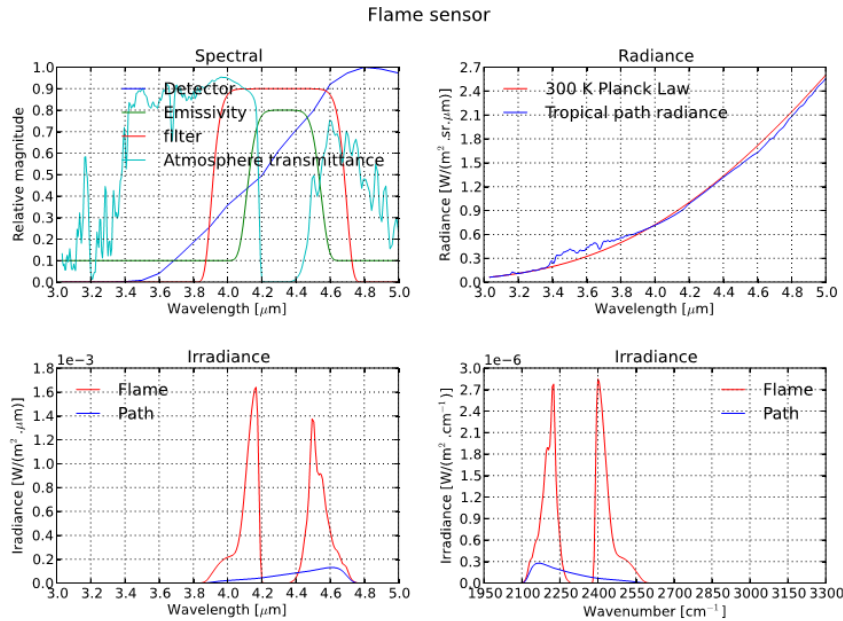 Flame sensor
Spectral
1.0
0.9
0.8
0.7
0.6
0.5
0.4
0.3
0.2
0.1
0.0
Relative magnitude
Detector
Emissivity
filter
Atmosphere transmittance
3.0 3.2 3.4 3.6 3.8 4.0 4.2 4.4 4.6 4.8 5.0
Wavelength [μm]
Radiance
2.7
2.4
2.1
1.8
1.5
1.2
0.9
0.6
0.3
0.0
Radiance [W/(m² .sr.μm)]
300 K Planck Law
Tropical path radiance
3.0 3.2 3.4 3.6 3.8 4.0 4.2 4.4 4.6 4.8 5.0
Wavelength [μm]
Irradiance
1e−3
1.8
1.6
1.4
1.2
1.0
0.8
0.6
0.4
0.2
0.0
Irradiance [W/(m² .μm)]
Flame
Path
3.0 3.2 3.4 3.6 3.8 4.0 4.2 4.4 4.6 4.8 5.0
Wavelength [μm]
Irradiance
1e−6
3.0
2.7
2.4
2.1
1.8
1.5
1.2
0.9
0.6
0.3
0.0
Irradiance [W/(m² .cm⁻¹)]
Flame
Path
1950 2100 2250 2400 2550 2700 2850 3000 3150 3300
Wavenumber [cm⁻¹]